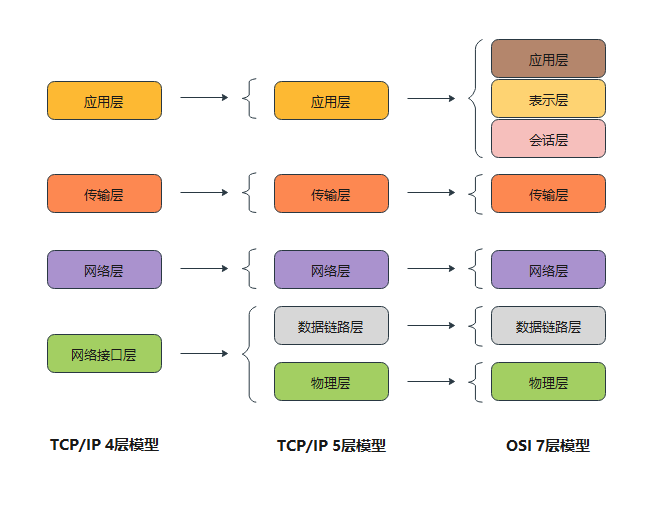 应用层
传输层
网络层
网络接口层
TCP/IP 4层模型
应用层
传输层
网络层
数据链路层
物理层
TCP/IP 5层模型
应用层
表示层
会话层
传输层
网络层
数据链路层
物理层
OSI 7层模型